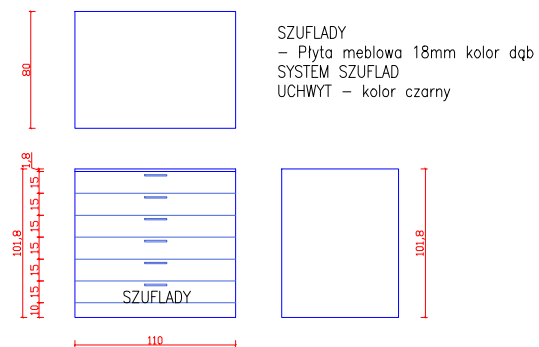 SZUFLADY
– Płyta meblowa 18mm kolor dąb
SYSTEM SZUFLAD
UCHWYT – kolor czarny
80
1,8
15
15
15
15
15
15
10
101,8
SZUFLADY
110
101,8